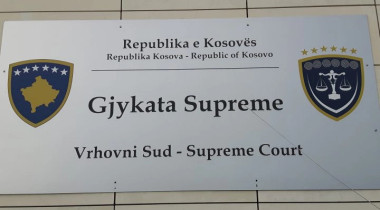 Republika e Kosovës
Republika Kosova - Republic of Kosovo
Gjykata Supreme
Vrhovni Sud - Supreme Court